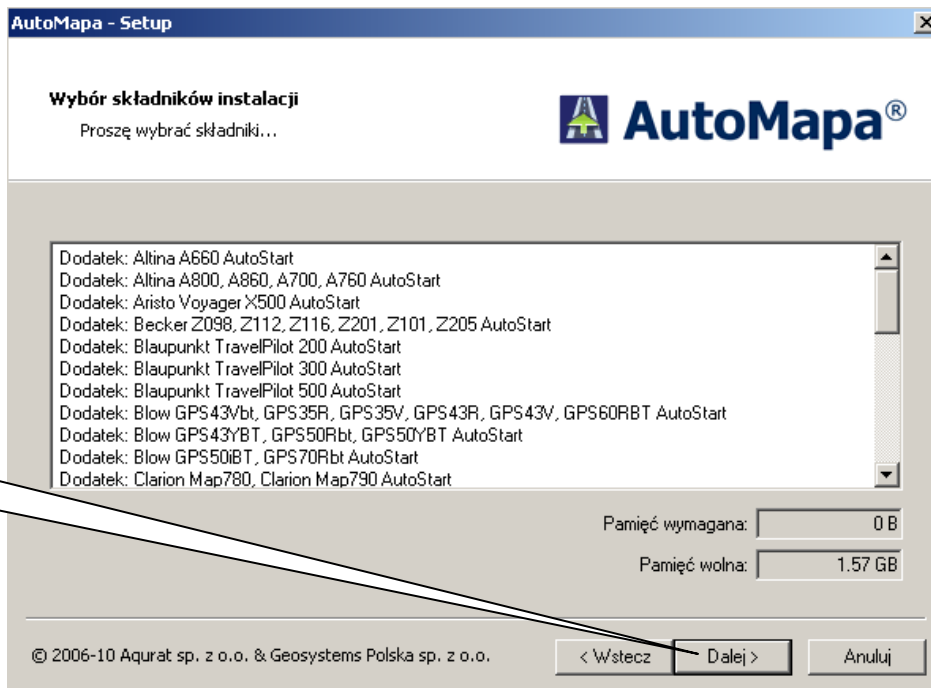 AutoMapa - Setup
Wybór składników instalacji
Proszę wybrać składniki...
AutoMapa®
Dodatek: Altina A660 AutoStart
Dodatek: Altina A800, A860, A700, A760 AutoStart
Dodatek: Aristo Voyager X500 AutoStart
Dodatek: Becker Z098, Z112, Z116, Z201, Z101, Z205 AutoStart
Dodatek: Blaupunkt TravelPilot 200 AutoStart
Dodatek: Blaupunkt TravelPilot 300 AutoStart
Dodatek: Blaupunkt TravelPilot 500 AutoStart
Dodatek: Blow GPS43Vbt, GPS35R, GPS35V, GPS43R, GPS43V, GPS60RBT AutoStart
Dodatek: Blow GPS43YBT, GPS50Rbt, GPS50YBT AutoStart
Dodatek: Blow GPS50iBT, GPS70Rbt AutoStart
Dodatek: Clarion Map780, Clarion Map790 AutoStart
Pamięć wymagana: 0 B
Pamięć wolna: 1.57 GB
© 2006-10 Aqurat sp. z o.o. & Geosystems Polska sp. z o.o.
< Wstecz Dalej > Anuluj